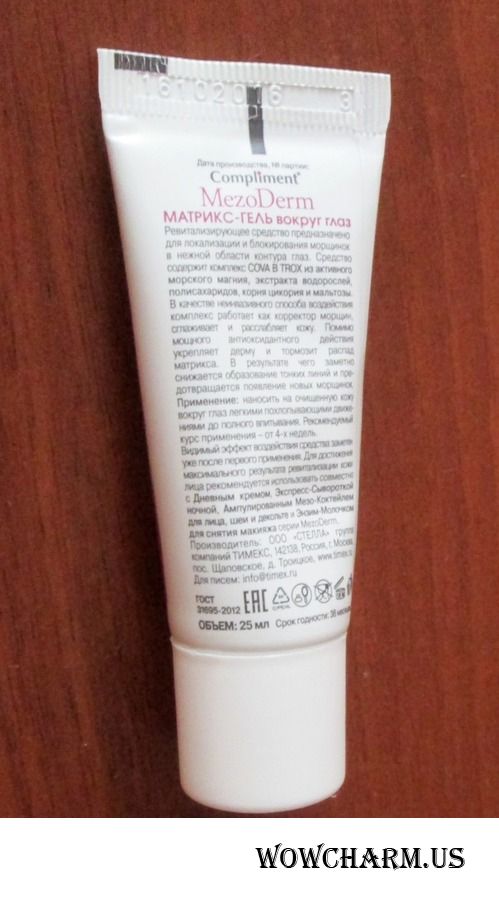 16102016 3
Дата производства, № партии:
Compliment®
MezoDerm
МАТРИКС-ГЕЛЬ вокруг глаз
Ревитализирующее средство предназначено
для локализации и блокирования морщинок
в нежной области контура глаз. Средство
содержит комплекс COVA B TROX из активного
морского магния, экстракта водорослей,
полисахаридов, корня цикория и мальтозы.
В качестве неинвазивного способа воздействия
комплекс работает как корректор морщин,
сглаживает и расслабляет кожу. Помимо
мощного антиоксидантного действия
укрепляет дерму и тормозит распад
матрикса. В результате чего заметно
снижается образование тонких линий и пре-
дотвращается появление новых морщинок.
Применение: наносить на очищенную кожу
вокруг глаз легкими похлопывающими движе-
ниями до полного впитывания. Рекомендуемый
курс применения – от 4-х недель.
Видимый эффект воздействия средства заметен
уже после первого применения. Для достижения
максимального результата ревитализации кожи
лица рекомендуется использовать совместно
с Дневным кремом, Экспресс-Сывороткой
ночной, Ампулированным Мезо-Коктейлем
для лица, шеи и декольте и Энзим-Молочком
для снятия макияжа серии MezoDerm.
Производитель: ООО «СТЕЛЛА» группа
компаний ТИМЕКС, 142138, Россия, г. Москва,
пос. Щаповское, д. Троицкое, www.timex.ru
Для писем: info@timex.ru
ГОСТ
31695-2012 EAC
ОБЪЕМ: 25 мл Срок годности: 36 месяцев
WOWCHARM.US